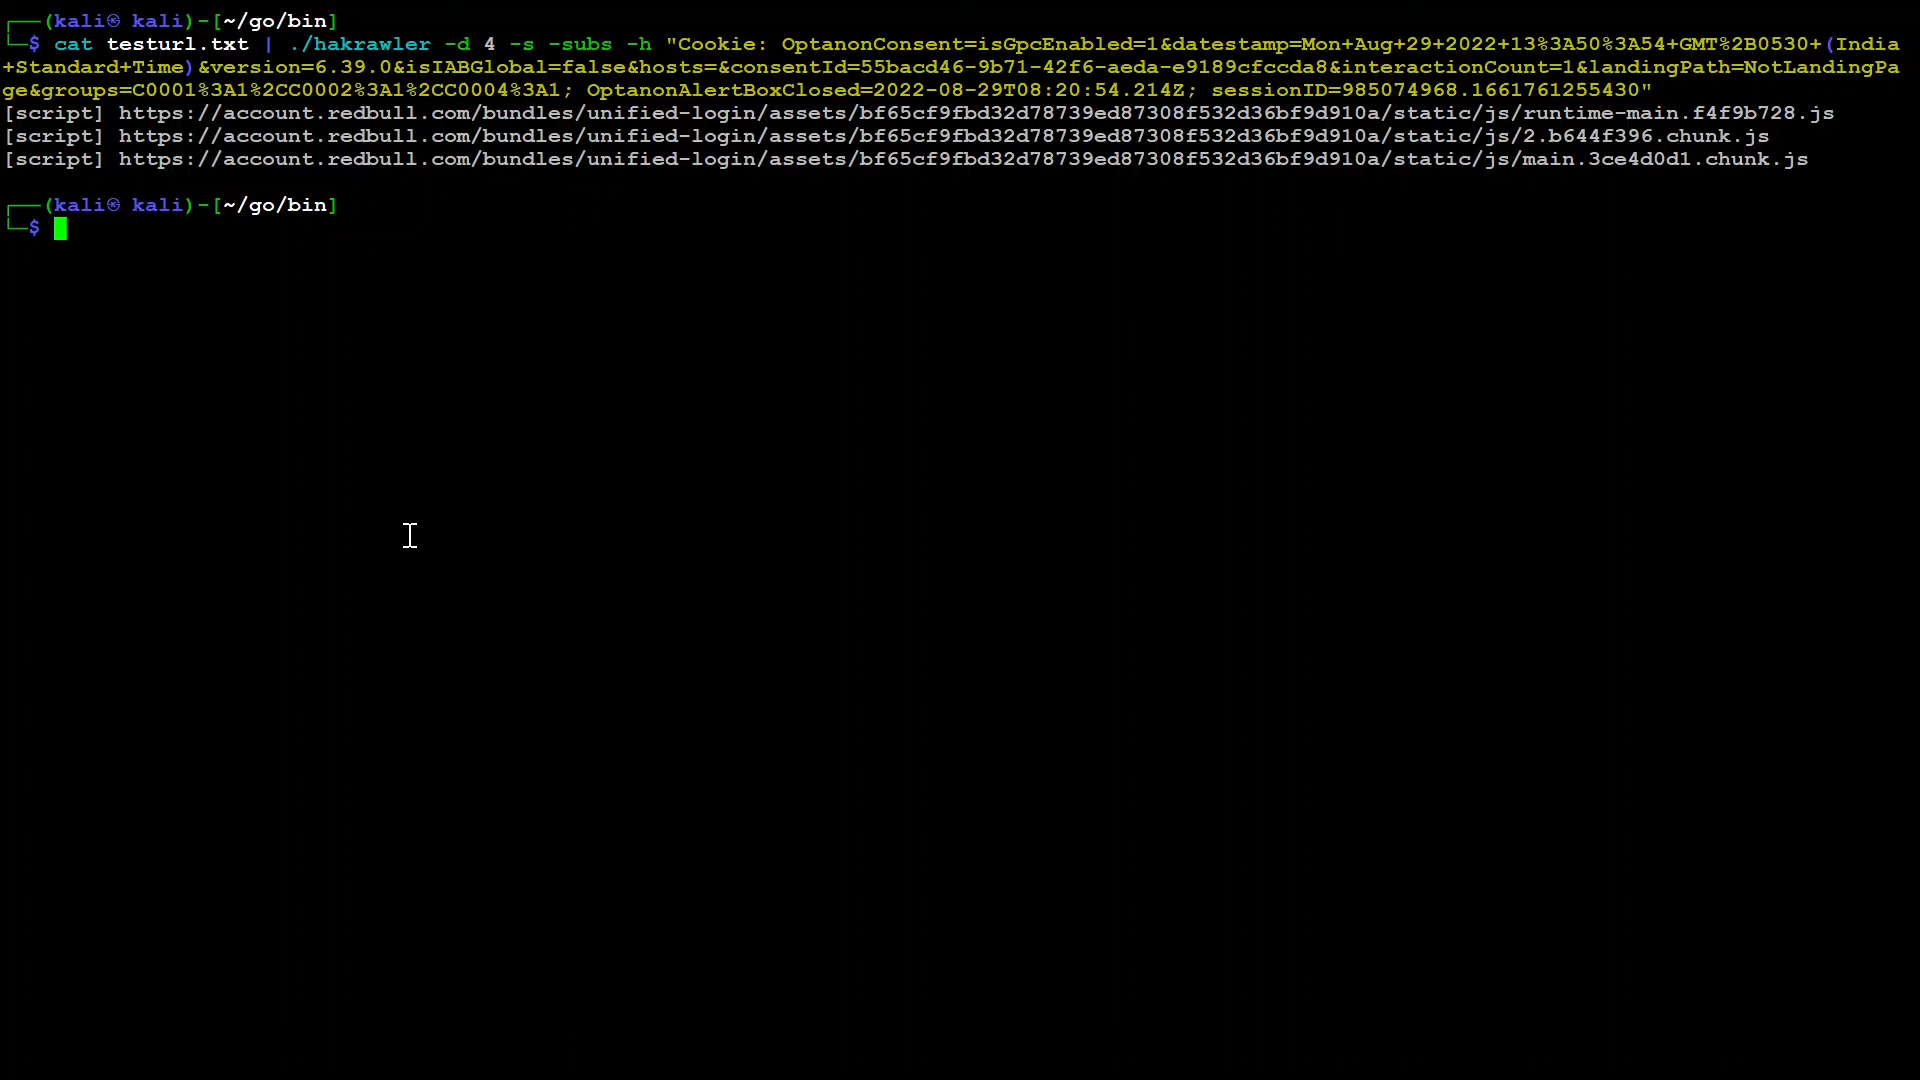 ┌──(kali㉿ kali)-[~/go/bin]
└─$ cat testurl.txt | ./hakrawler -d 4 -s -subs -h "Cookie: OptanonConsent=isGpcEnabled=1&datestamp=Mon+Aug+29+2022+13%3A50%3A54+GMT%2B0530+(India
+Standard+Time)&version=6.39.0&isIABGlobal=false&hosts=&consentId=55bacd46-9b71-42f6-aeda-e9189cfccda8&interactionCount=1&landingPath=NotLandingPa
ge&groups=C0001%3A1%2CC0002%3A1%2CC0004%3A1; OptanonAlertBoxClosed=2022-08-29T08:20:54.214Z; sessionID=985074968.1661761255430"
[script] https://account.redbull.com/bundles/unified-login/assets/bf65cf9fbd32d78739ed87308f532d36bf9d910a/static/js/runtime-main.f4f9b728.js
[script] https://account.redbull.com/bundles/unified-login/assets/bf65cf9fbd32d78739ed87308f532d36bf9d910a/static/js/2.b644f396.chunk.js
[script] https://account.redbull.com/bundles/unified-login/assets/bf65cf9fbd32d78739ed87308f532d36bf9d910a/static/js/main.3ce4d0d1.chunk.js
┌──(kali㉿ kali)-[~/go/bin]
└─$